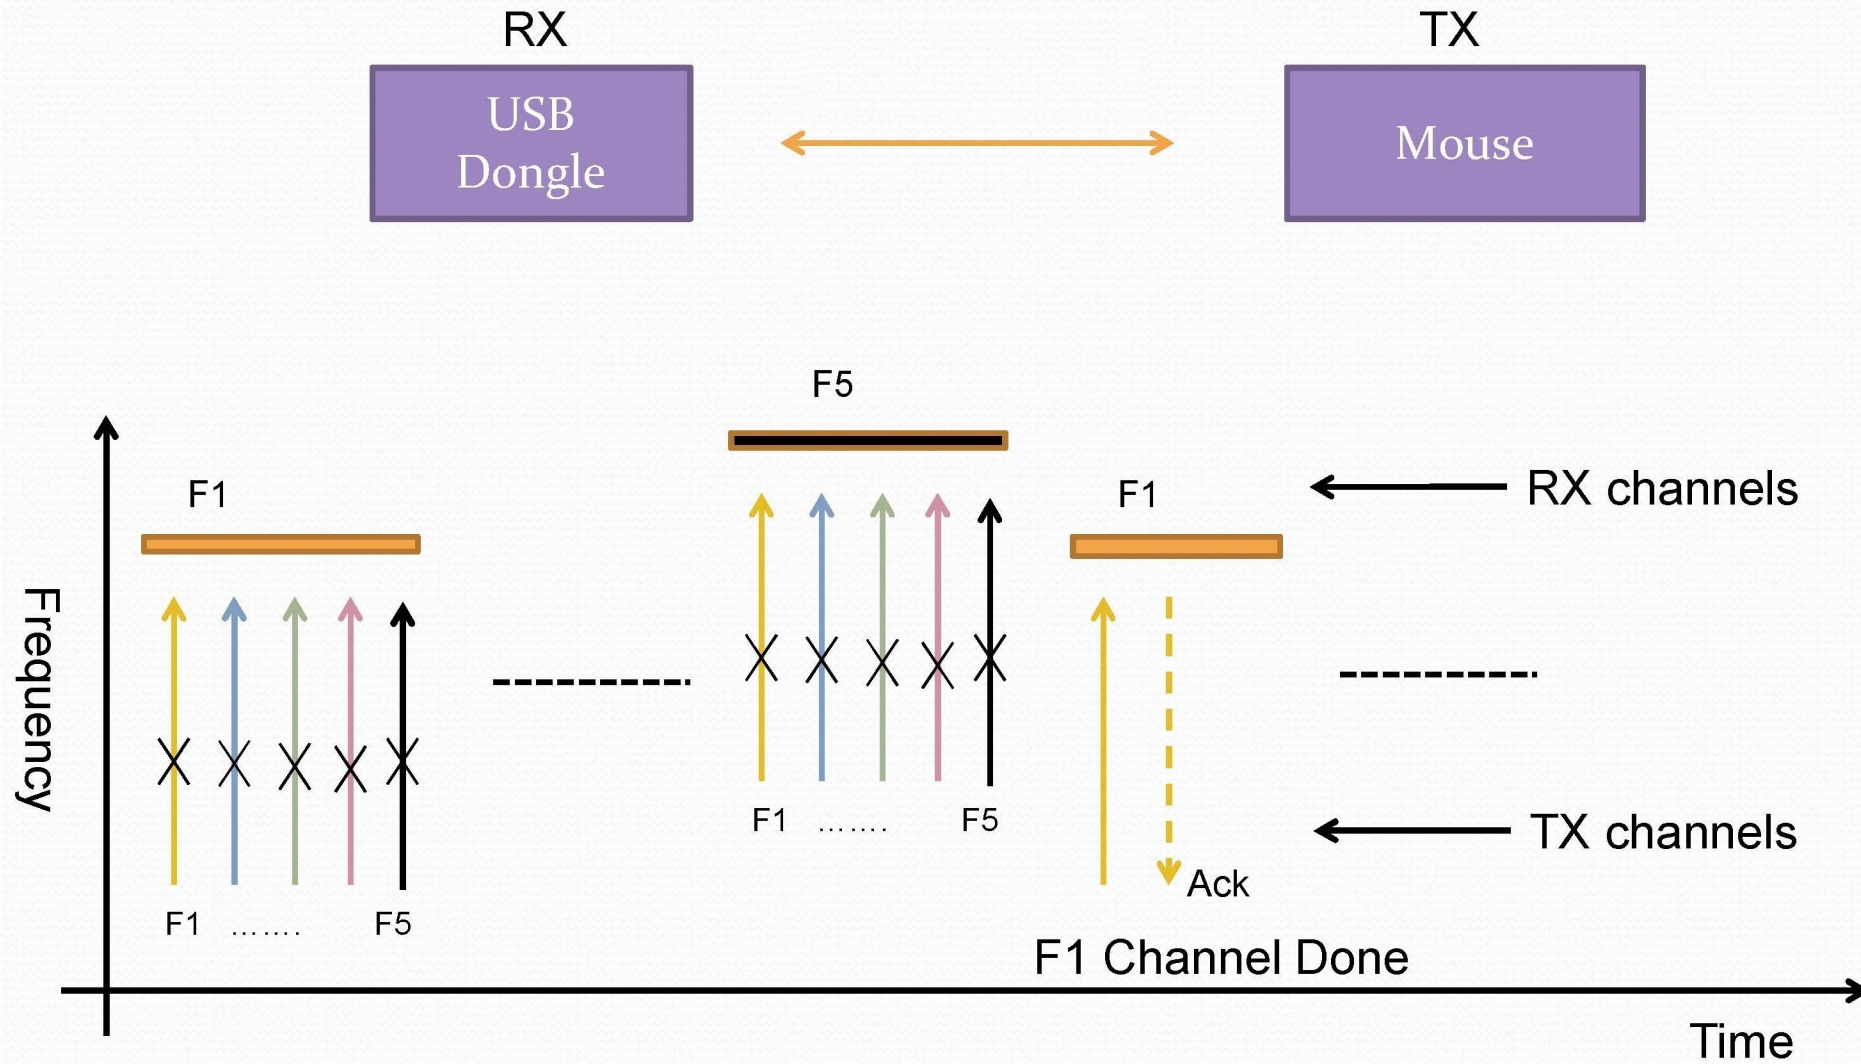 RX
TX
USB
Dongle
Mouse
F5
F1
F1
RX channels
Frequency
F1 ....... F5
TX channels
Ack
F1 ....... F5
F1 Channel Done
Time